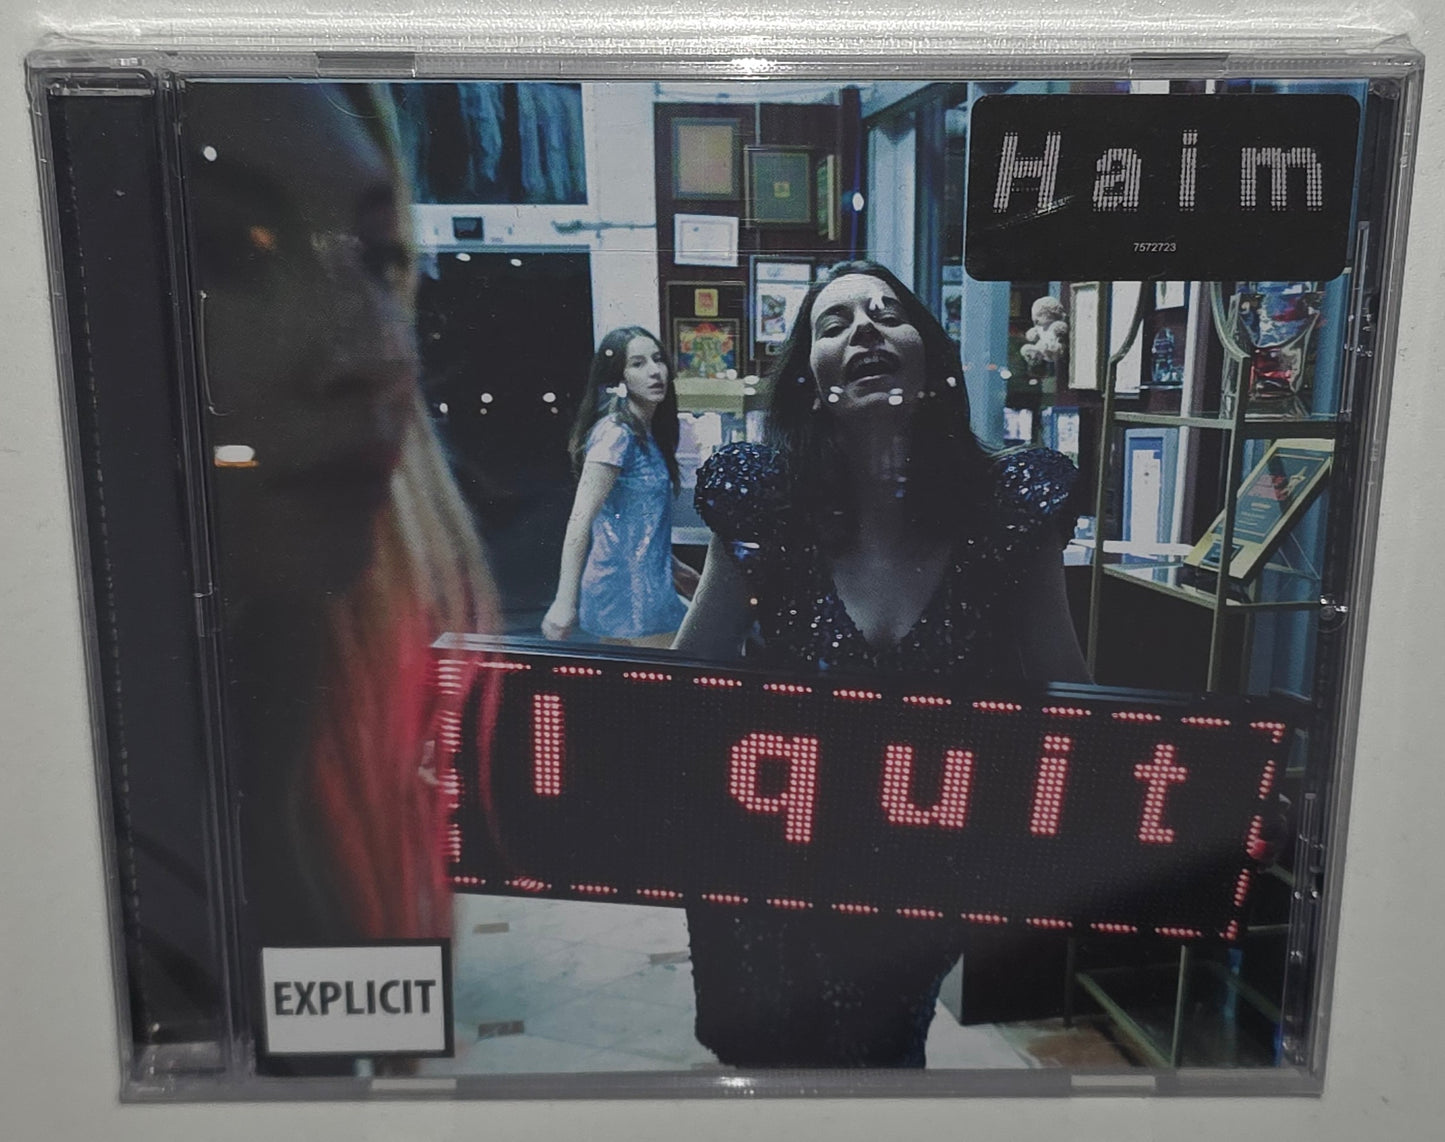 Haim
7572723
I quit
EXPLICIT